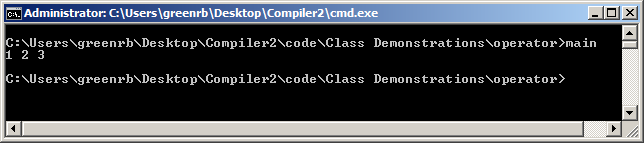 Administrator: C:\Users\greenrb\Desktop\Compiler2\cmd.exe
C:\Users\greenrb\Desktop\Compiler2\code\Class Demonstrations\operator>main
1 2 3
C:\Users\greenrb\Desktop\Compiler2\code\Class Demonstrations\operator>